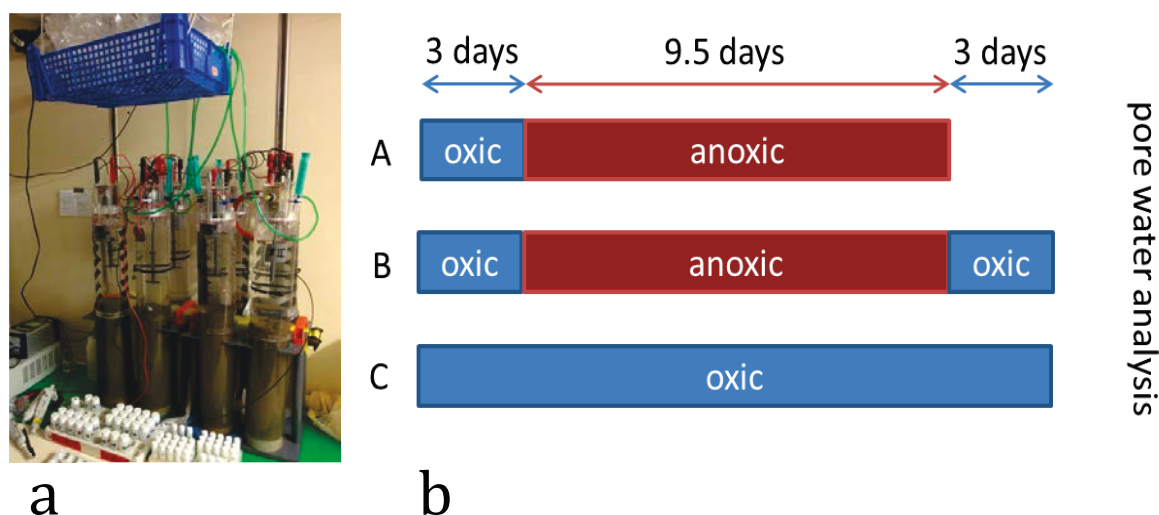 3 days 9.5 days 3 days
A oxic anoxic
B oxic anoxic oxic
C oxic
pore water analysis
a b